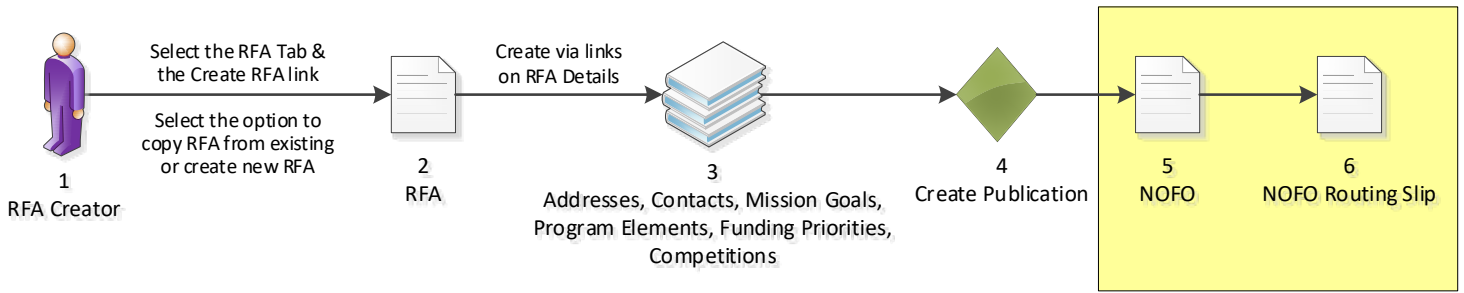 Select the RFA Tab &
the Create RFA link
Select the option to
copy RFA from existing
or create new RFA
1
RFA Creator
2
RFA
Create via links
on RFA Details
3
Addresses, Contacts, Mission Goals,
Program Elements, Funding Priorities,
Competitions
4
Create Publication
5
NOFO
6
NOFO Routing Slip